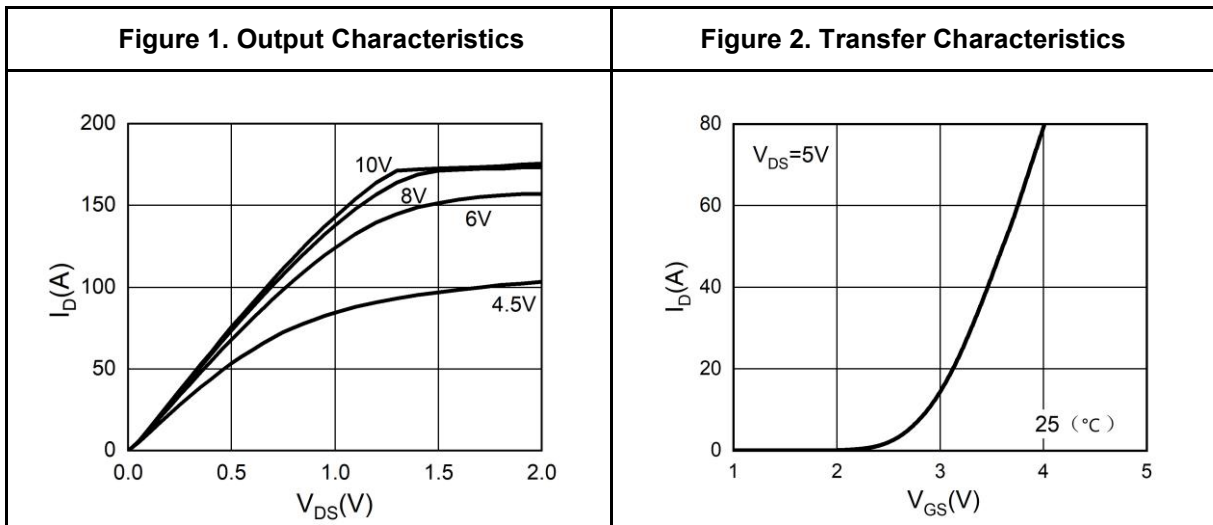 Figure 1. Output Characteristics
200
150
100
50
0
I_D(A)
10V
8V
6V
4.5V
0.0 0.5 1.0 1.5 2.0
V_DS(V)
Figure 2. Transfer Characteristics
80
60
40
20
0
I_D(A)
V_DS=5V
25（℃）
1 2 3 4 5
V_GS(V)